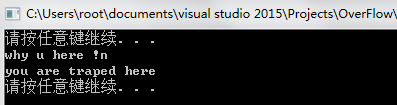 C:\Users\root\documents\visual studio 2015\Projects\OverFlow\
请按任意键继续. . .
why u here !n
you are traped here
请按任意键继续. . .